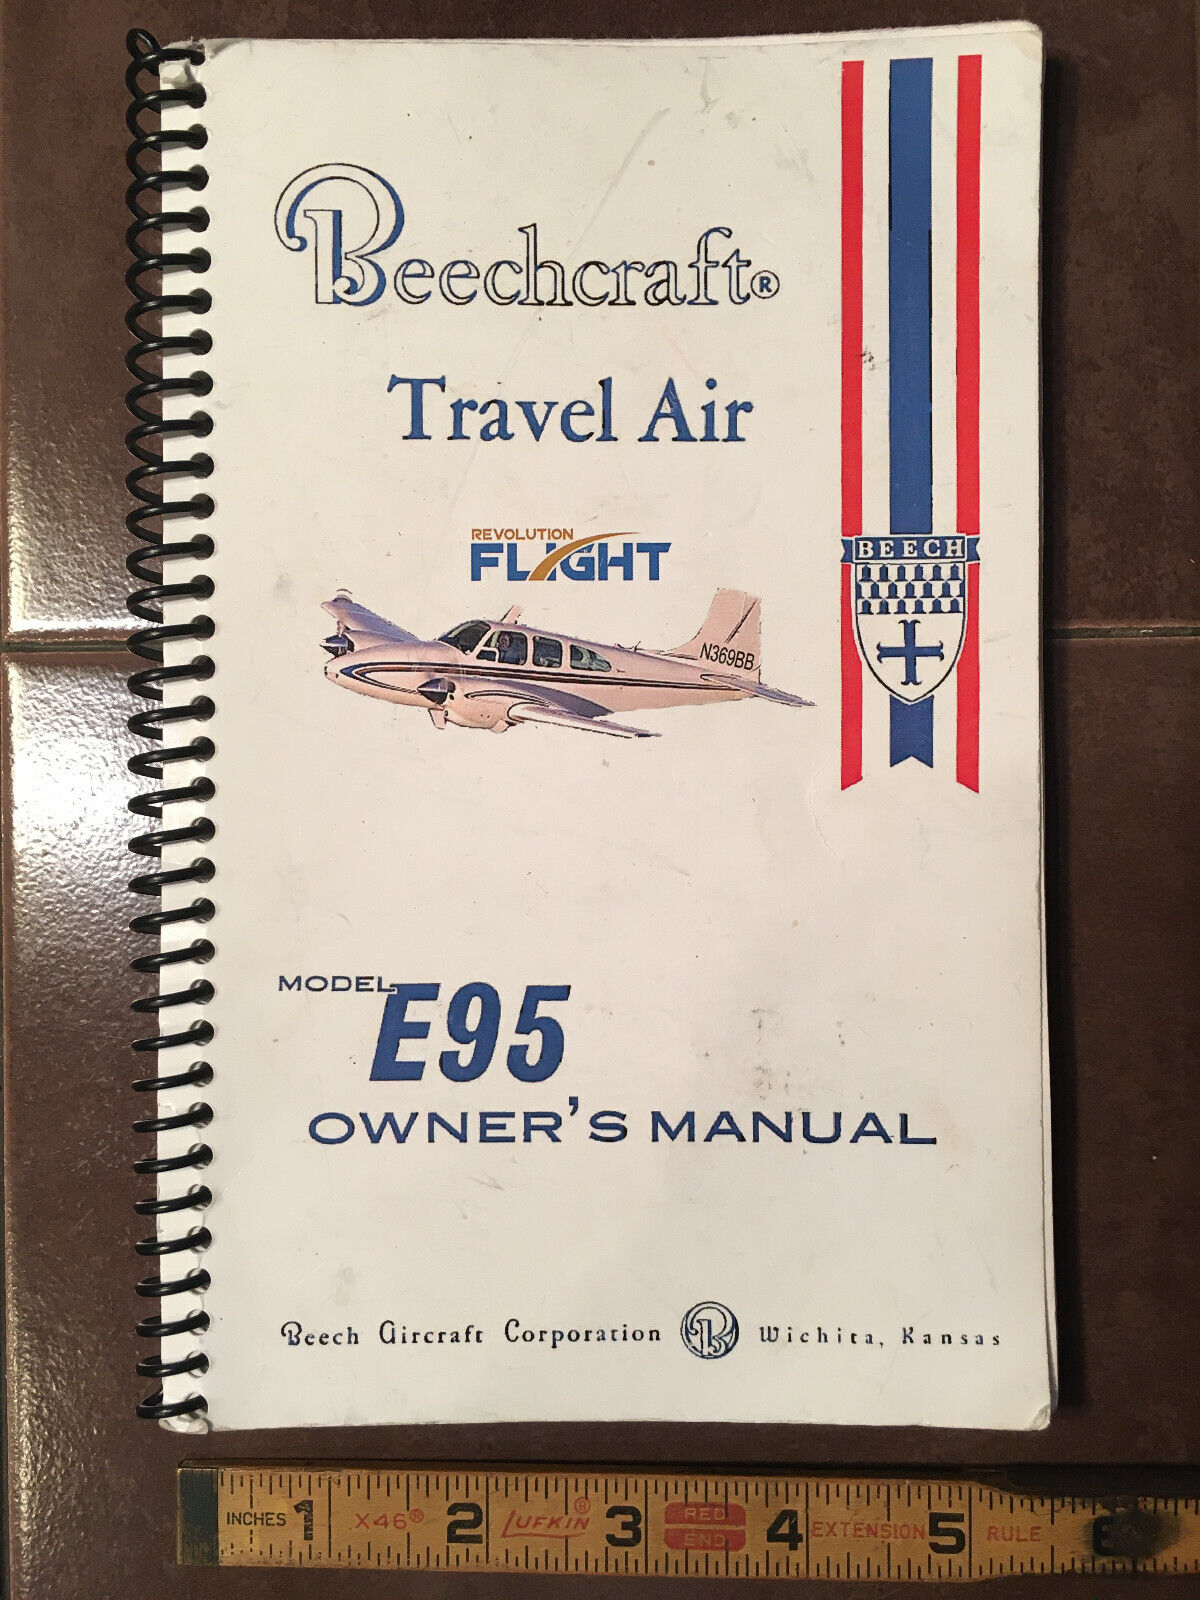 Beechcraft®
Travel Air
REVOLUTION
FLIGHT
N369BB
BEECH
MODEL E95
OWNER'S MANUAL
Beech Aircraft Corporation B Wichita, Kansas
INCHES 1 X46® 2 LUFKIN® 3 RED END 4 EXTENSION 5 RULE 6